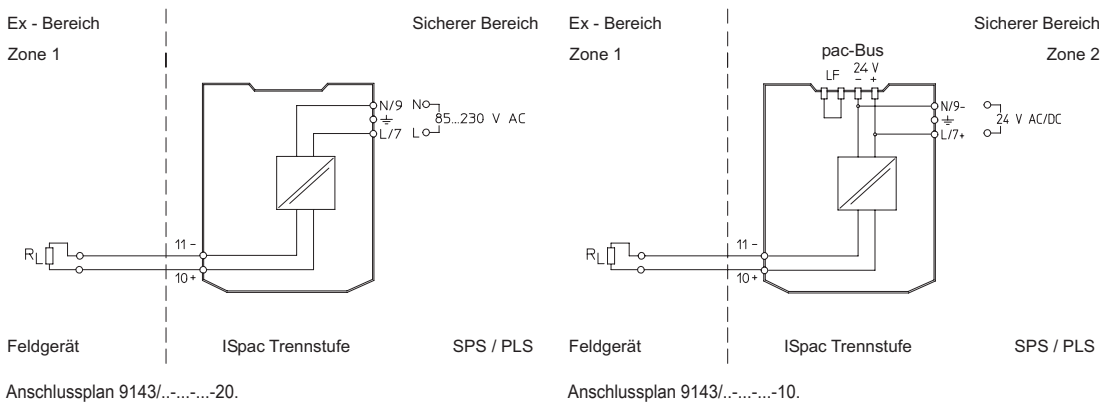 Ex - Bereich
Sicherer Bereich
Zone 1
N/9
N
85...230 V AC
L/7
L
11 -
RL
10 +
Feldgerät
ISpac Trennstufe
SPS / PLS
Anschlussplan 9143/..-...-...-20.
Ex - Bereich
Sicherer Bereich
Zone 1
Zone 2
pac-Bus
LF
24 V
- +
N/9-
24 V AC/DC
L/7+
11 -
RL
10 +
Feldgerät
ISpac Trennstufe
SPS / PLS
Anschlussplan 9143/..-...-...-10.